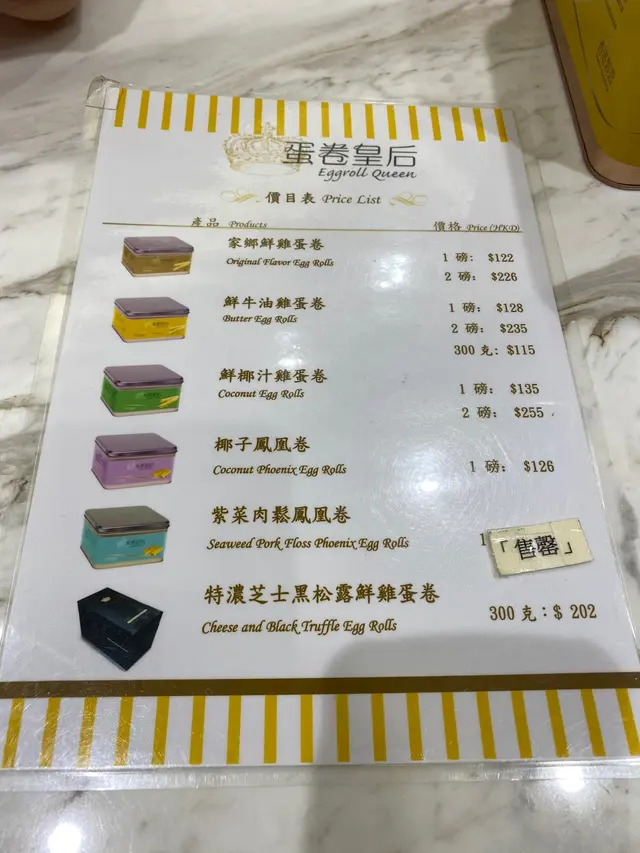 蛋卷皇后
Eggroll Queen
價目表 Price List
產品 Products 價格 Price (HKD)
家鄉鮮雞蛋卷
Original Flavor Egg Rolls
1 磅: $122
2 磅: $226
鮮牛油雞蛋卷
Butter Egg Rolls
1 磅: $128
2 磅: $235
300 克: $115
鮮椰汁雞蛋卷
Coconut Egg Rolls
1 磅: $135
2 磅: $255
椰子鳳凰卷
Coconut Phoenix Egg Rolls
1 磅: $126
紫菜肉鬆鳳凰卷
Seaweed Pork Floss Phoenix Egg Rolls
1
「售罄」
特濃芝士黑松露鮮雞蛋卷
Cheese and Black Truffle Egg Rolls
300 克:$ 202